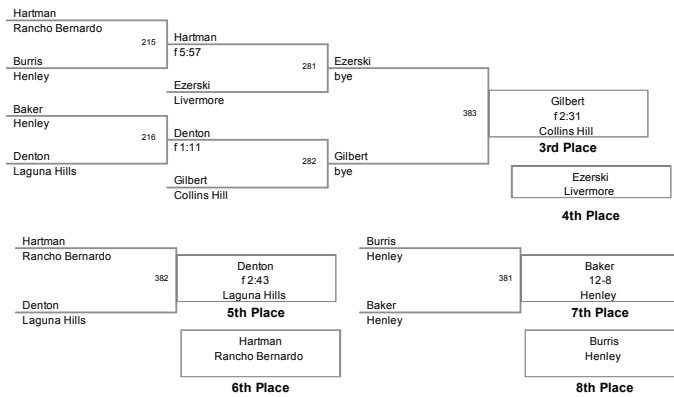 Hartman
Rancho Bernardo
215
Burris
Henley
Hartman
f 5:57
281
Ezerski
Livermore
Baker
Henley
216
Denton
Laguna Hills
Denton
f 1:11
282
Gilbert
Collins Hill
Ezerski
bye
383
Gilbert
bye
Gilbert
f 2:31
Collins Hill
3rd Place
Ezerski
Livermore
4th Place
Hartman
Rancho Bernardo
382
Denton
Laguna Hills
Denton
f 2:43
Laguna Hills
5th Place
Hartman
Rancho Bernardo
6th Place
Burris
Henley
381
Baker
Henley
Baker
12-8
Henley
7th Place
Burris
Henley
8th Place